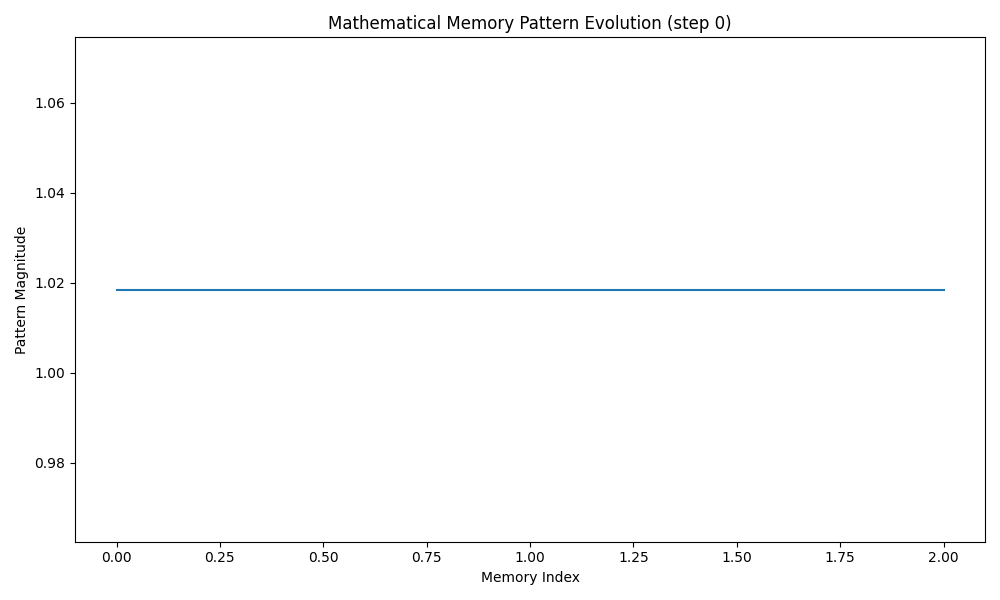 Mathematical Memory Pattern Evolution (step 0)
Pattern Magnitude
1.06
1.04
1.02
1.00
0.98
0.00 0.25 0.50 0.75 1.00 1.25 1.50 1.75 2.00
Memory Index